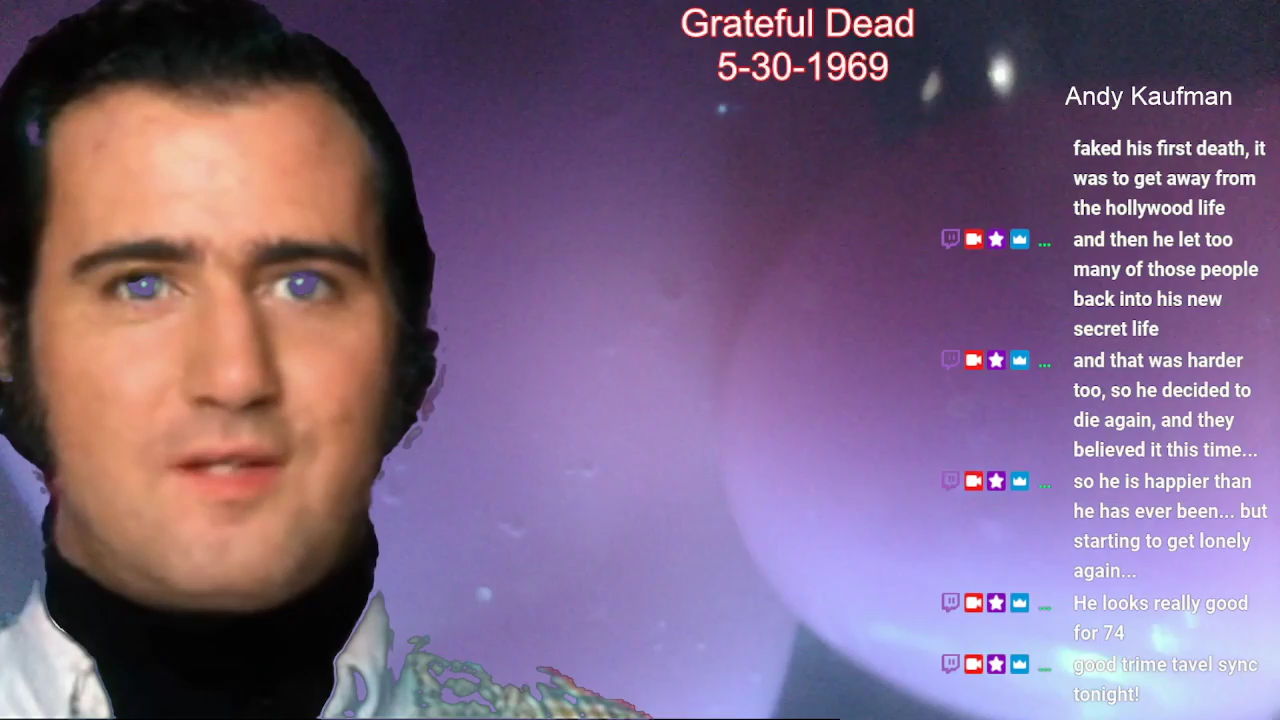 Grateful Dead
5-30-1969
Andy Kaufman
faked his first death, it
was to get away from
the hollywood life
... and then he let too
many of those people
back into his new
secret life
... and that was harder
too, so he decided to
die again, and they
believed it this time...
... so he is happier than
he has ever been... but
starting to get lonely
again...
... He looks really good
for 74
... good trime tavel sync
tonight!